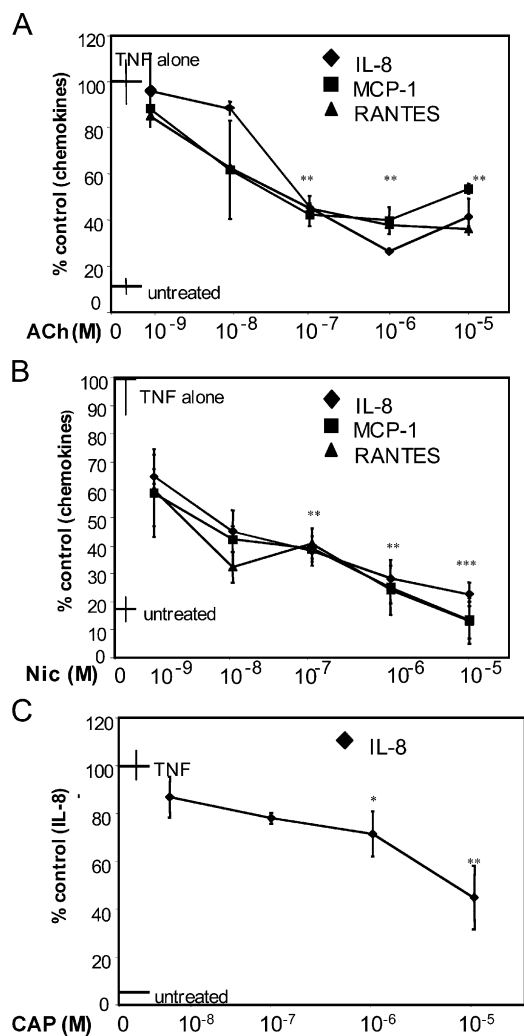 A
120
100
80
60
40
20
0
% control (chemokines)
TNF alone
untreated
IL-8
MCP-1
RANTES
** ** **
ACh (M) 0 10⁻⁹ 10⁻⁸ 10⁻⁷ 10⁻⁶ 10⁻⁵
B
100
90
80
70
60
50
40
30
20
10
0
% control (chemokines)
TNF alone
untreated
IL-8
MCP-1
RANTES
** ** ***
Nic (M) 0 10⁻⁹ 10⁻⁸ 10⁻⁷ 10⁻⁶ 10⁻⁵
C
120
100
80
60
40
20
0
% control (IL-8)
TNF
untreated
IL-8
* **
CAP (M) 0 10⁻⁸ 10⁻⁷ 10⁻⁶ 10⁻⁵